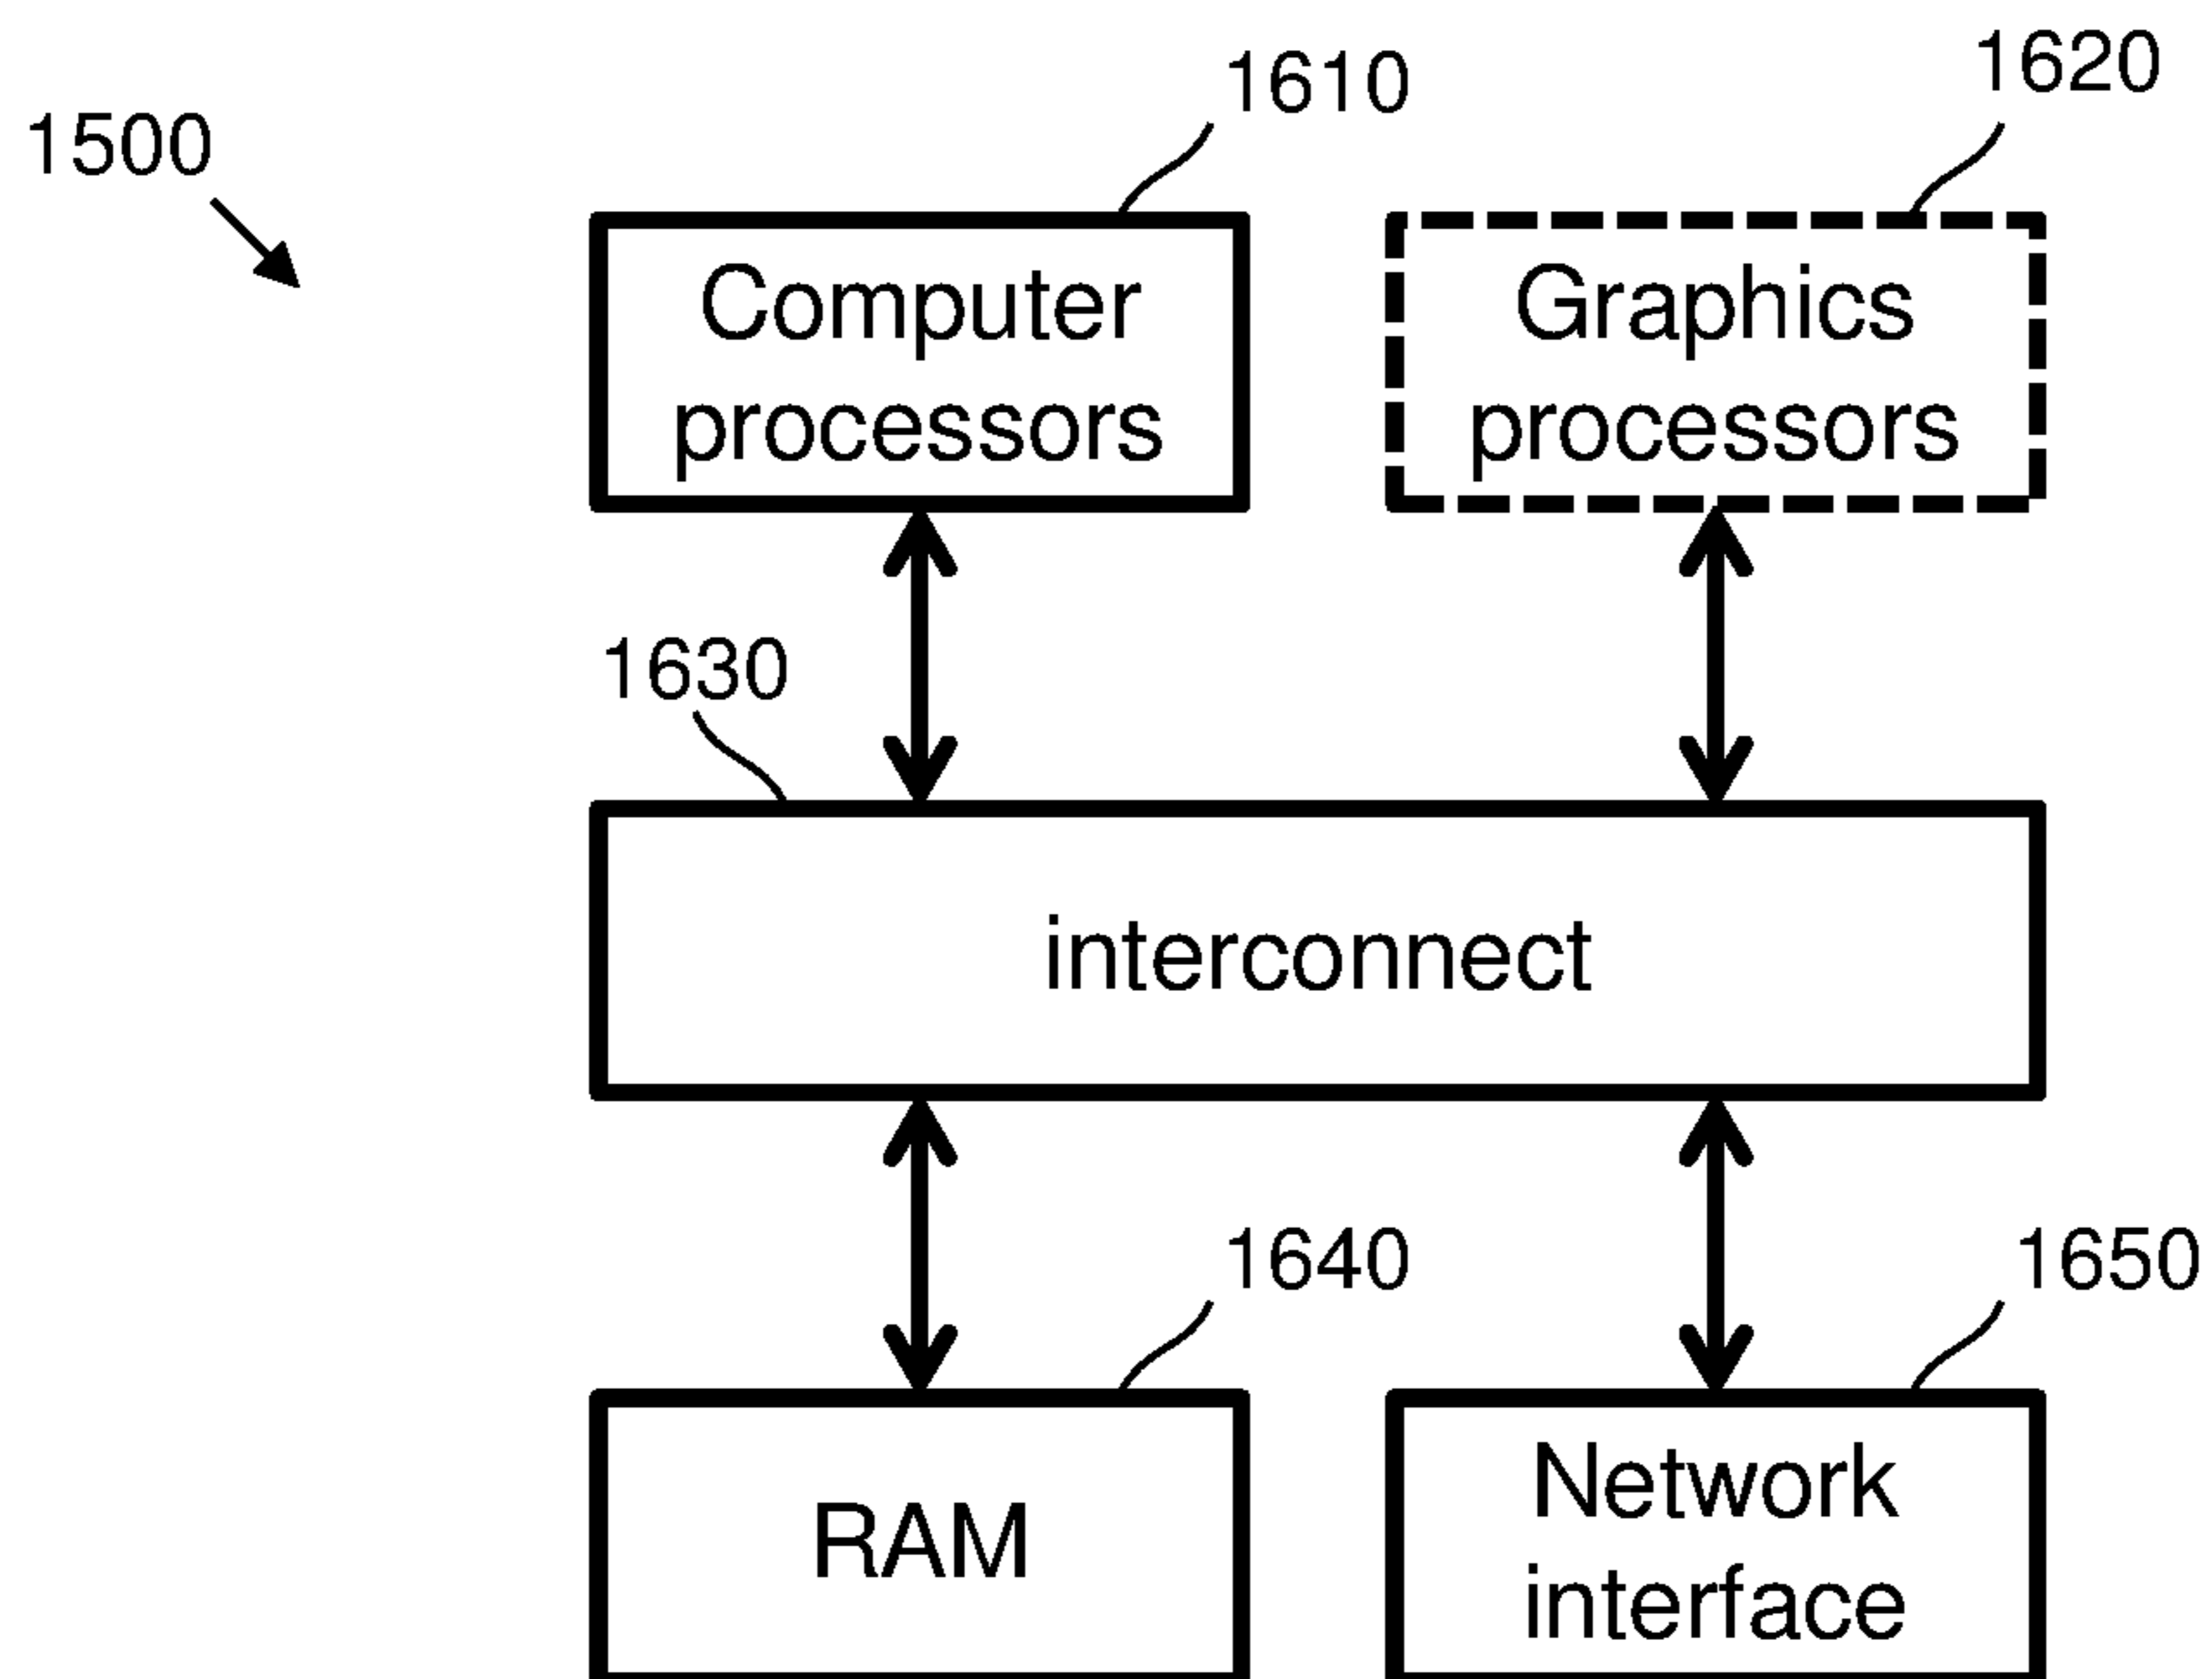 1610
1620
1500
Computer
processors
Graphics
processors
1630
interconnect
1640
1650
RAM
Network
interface